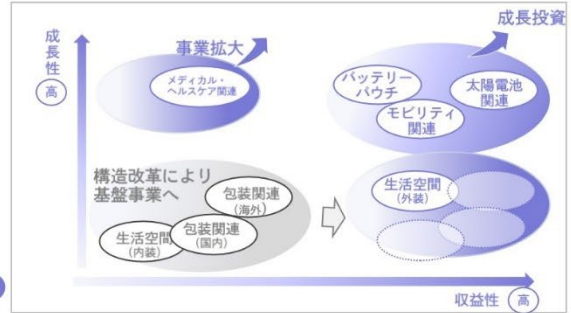 成長投資
成長性
高
事業拡大
メディカル・
ヘルスケア関連
バッテリー
パウチ
モビリティ
関連
太陽電池
関連
構造改革により
基盤事業へ
包装関連
(海外)
生活空間
(内装)
包装関連
(国内)
生活空間
(外装)
収益性 高